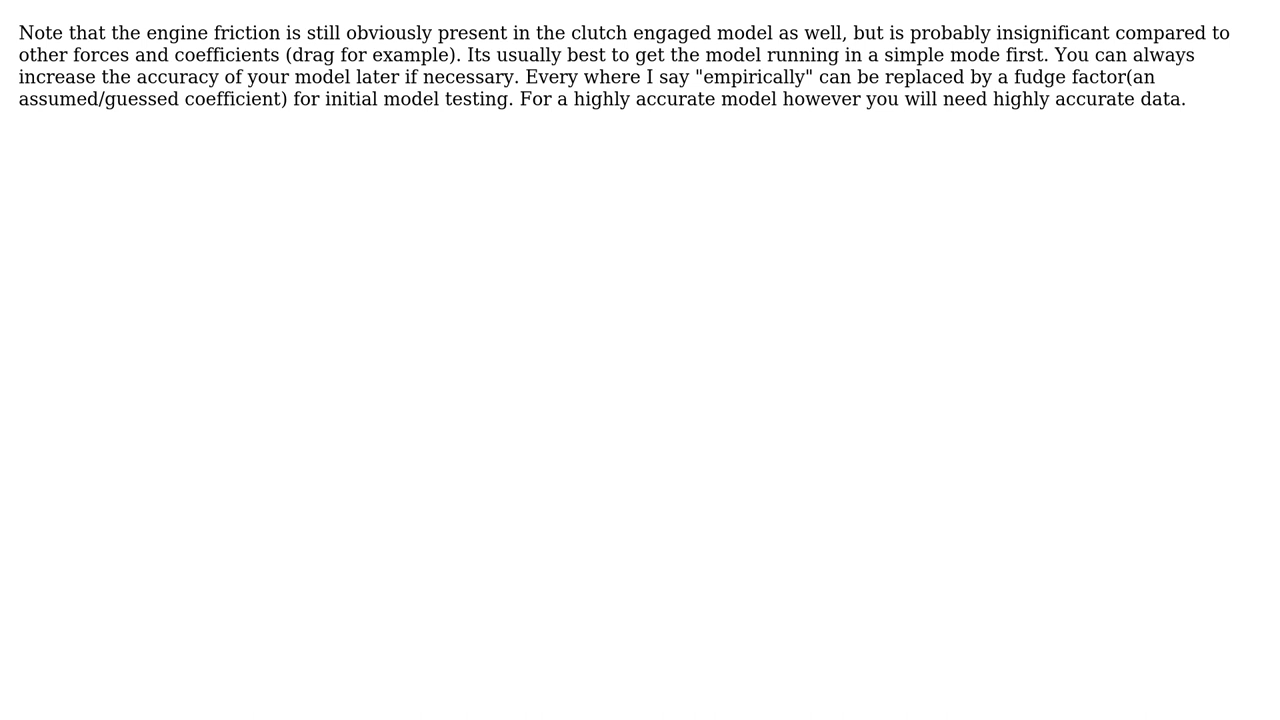 Note that the engine friction is still obviously present in the clutch engaged model as well, but is probably insignificant compared to
other forces and coefficients (drag for example). Its usually best to get the model running in a simple mode first. You can always
increase the accuracy of your model later if necessary. Every where I say "empirically" can be replaced by a fudge factor(an
assumed/guessed coefficient) for initial model testing. For a highly accurate model however you will need highly accurate data.